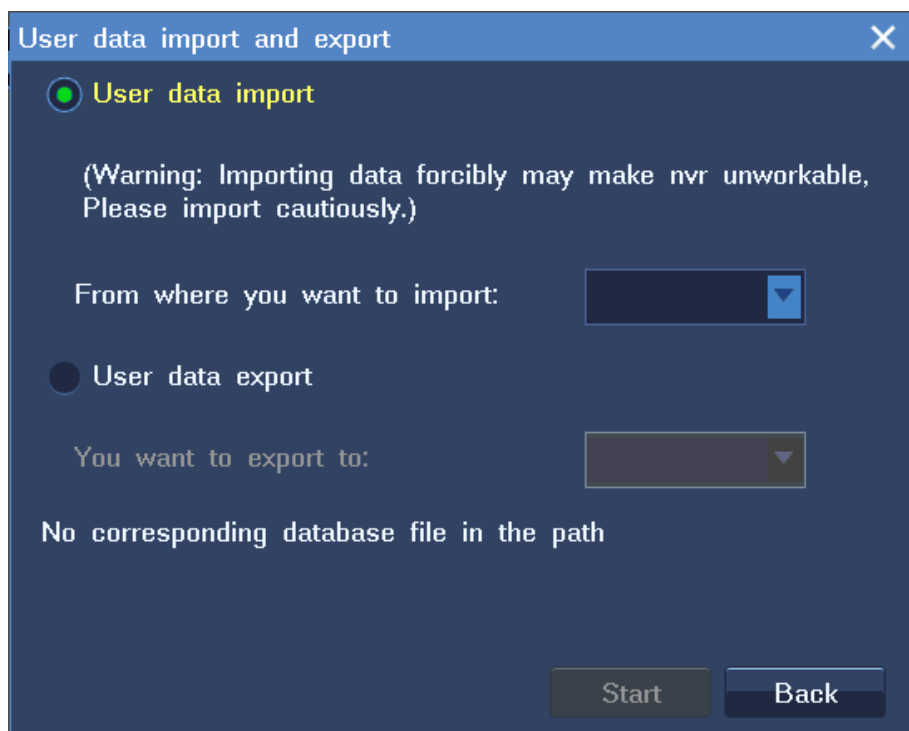 User data import and export
User data import
(Warning: Importing data forcibly may make nvr unworkable,
Please import cautiously.)
From where you want to import:
User data export
You want to export to:
No corresponding database file in the path
Start Back